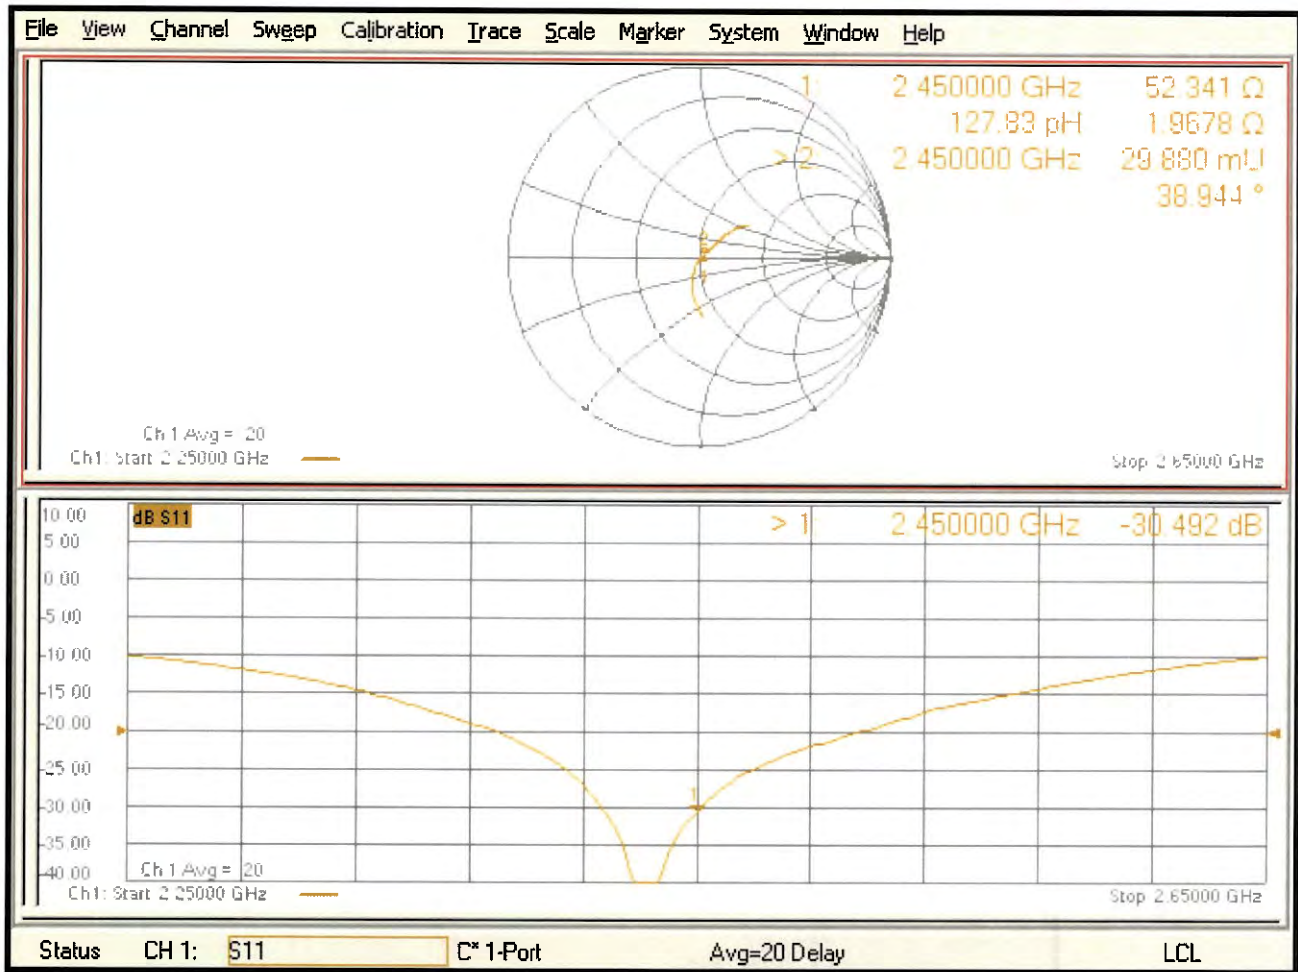 File View Channel Sweep Calibration Trace Scale Marker System Window Help
1: 2.450000 GHz 52.341 Ω
127.83 pH 1.9678 Ω
> 2: 2.450000 GHz 29.880 mU
38.944 °
Ch 1 Avg = 20
Ch1: Start 2.25000 GHz
Stop 2.65000 GHz
10.00
dB S11
> 1: 2.450000 GHz -30.492 dB
5.00
0.00
-5.00
-10.00
-15.00
-20.00
-25.00
1
-30.00
-35.00
-40.00
Ch 1 Avg = 20
Ch1: Start 2.25000 GHz
Stop 2.65000 GHz
Status CH 1: S11 C* 1-Port Avg=20 Delay LCL